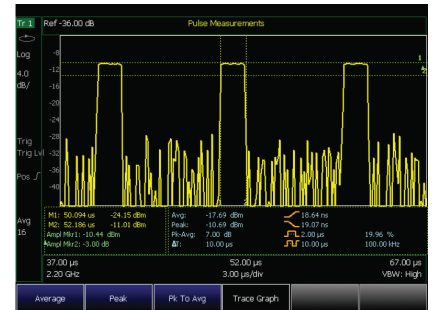 Tr 1 Ref -36.00 dB Pulse Measurements
Log
4.0
dB/
-8
-12
-16
-20
-24
-28
-32
-36
-40
1
2
Trig
Trig Lvl
Pos
Avg
16
M1: 50.094 us -24.15 dBm
M2: 52.186 us -11.01 dBm
Ampl Mkr1: -10.44 dBm
Ampl Mkr2: -3.00 dB
Avg: -17.69 dBm
Peak: -10.69 dBm
Pk-Avg: 7.00 dB
ΔT: 10.00 µs
18.64 ns
19.07 ns
2.00 µs 19.96 %
10.00 µs 100.00 kHz
37.00 µs 52.00 µs 67.00 µs
2.20 GHz 3.00 µs/div VBW: High
Average Peak Pk To Avg Trace Graph